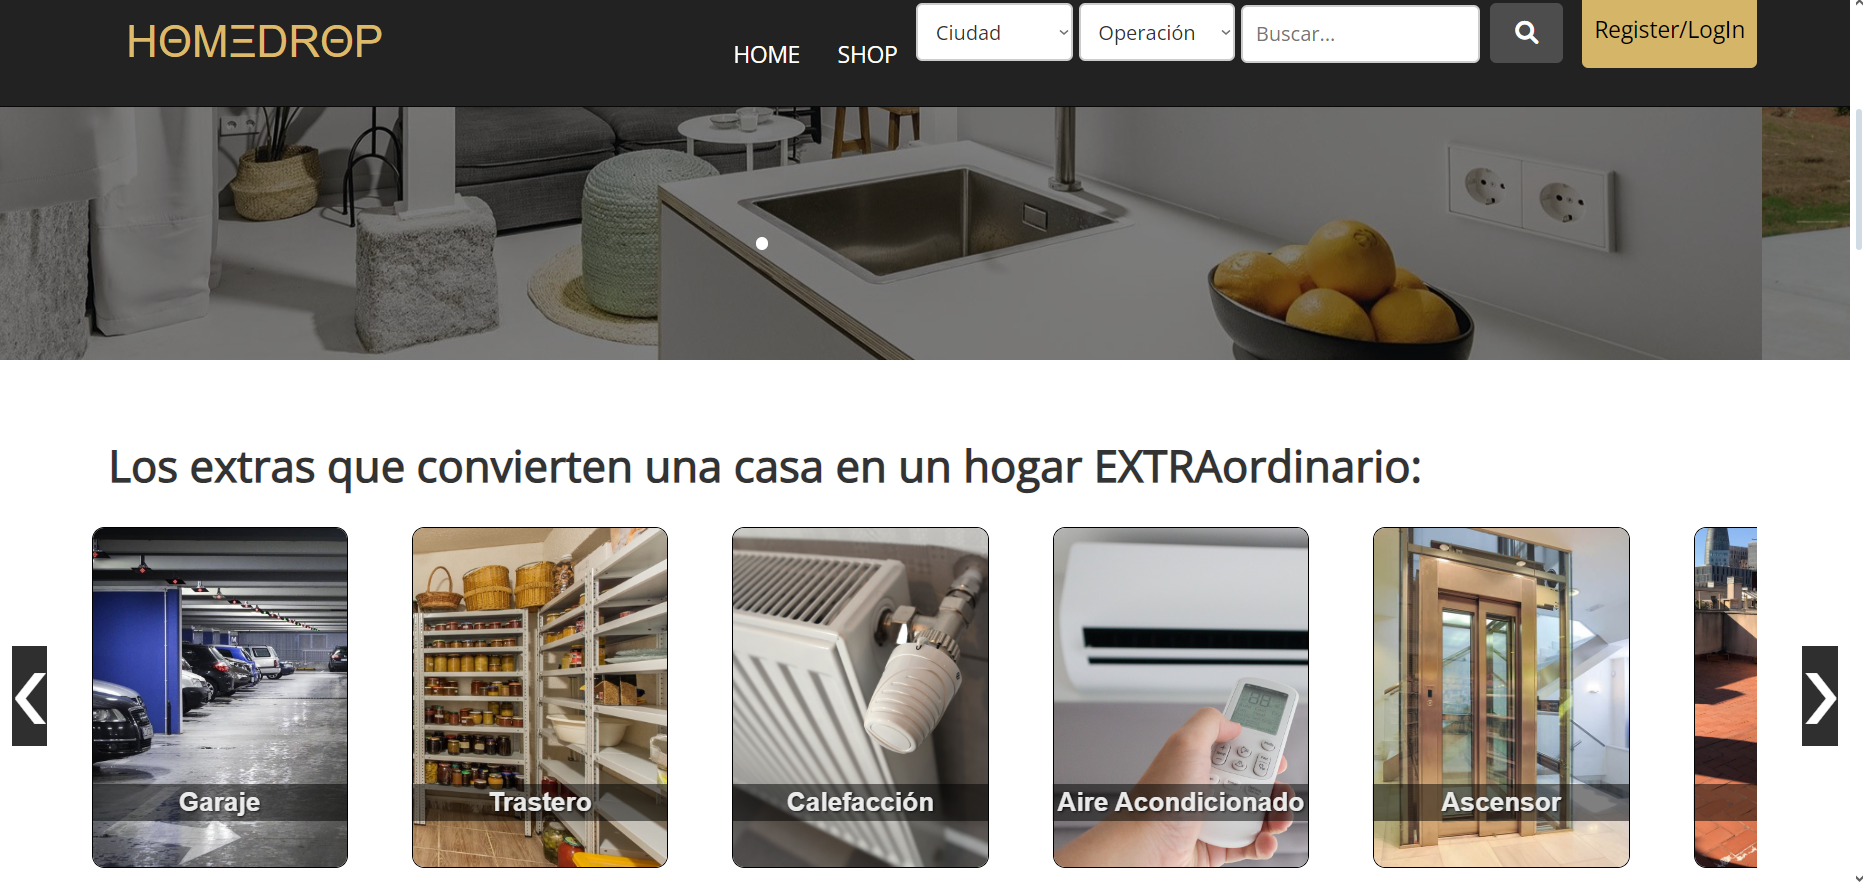 HΘMΞDRΘP
HOME
SHOP
Ciudad
Operación
Buscar...
Register/LogIn
Los extras que convierten una casa en un hogar EXTRAordinario:
Garaje
Trastero
Calefacción
Aire Acondicionado
Ascensor